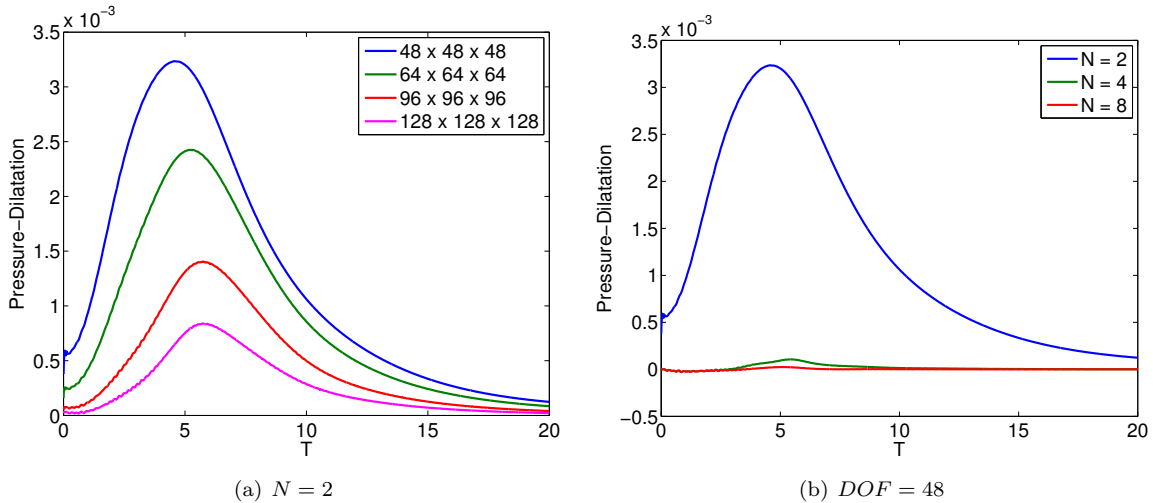 x 10⁻³
3.5
3
2.5
2
1.5
1
0.5
0
Pressure−Dilatation
0 5 10 15 20
T
48 x 48 x 48
64 x 64 x 64
96 x 96 x 96
128 x 128 x 128
(a) N = 2
x 10⁻³
3.5
3
2.5
2
1.5
1
0.5
0
−0.5
Pressure−Dilatation
0 5 10 15 20
T
N = 2
N = 4
N = 8
(b) DOF = 48